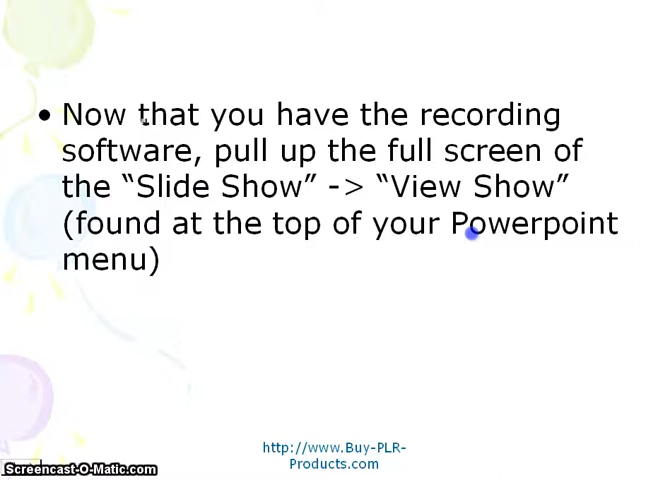 • Now that you have the recording
software, pull up the full screen of
the “Slide Show” -> “View Show”
(found at the top of your Powerpoint
menu)
http://www.Buy-PLR-
Products.com
Screencast-O-Matic.com